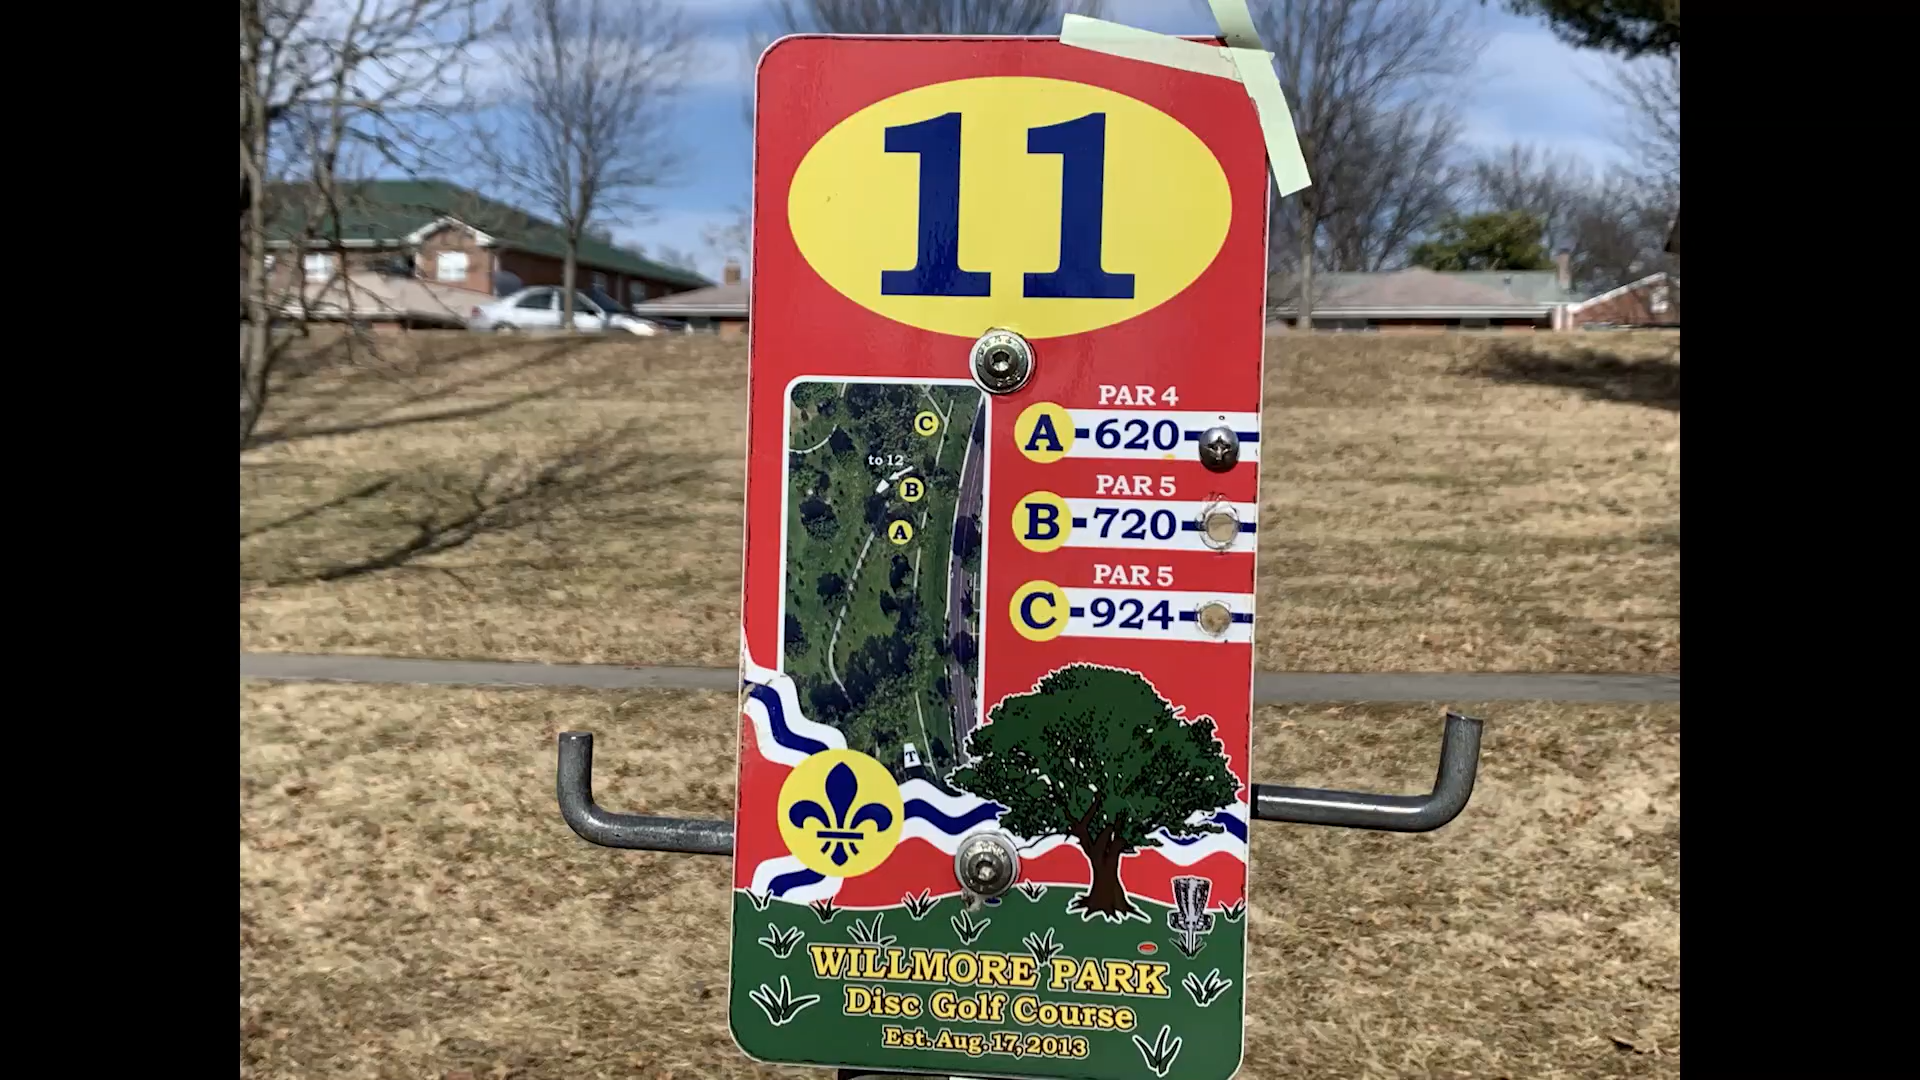 11
PAR 4
A-620
PAR 5
B-720
PAR 5
C-924
C
to 12
B
A
T
WILLMORE PARK
Disc Golf Course
Est. Aug. 17, 2013